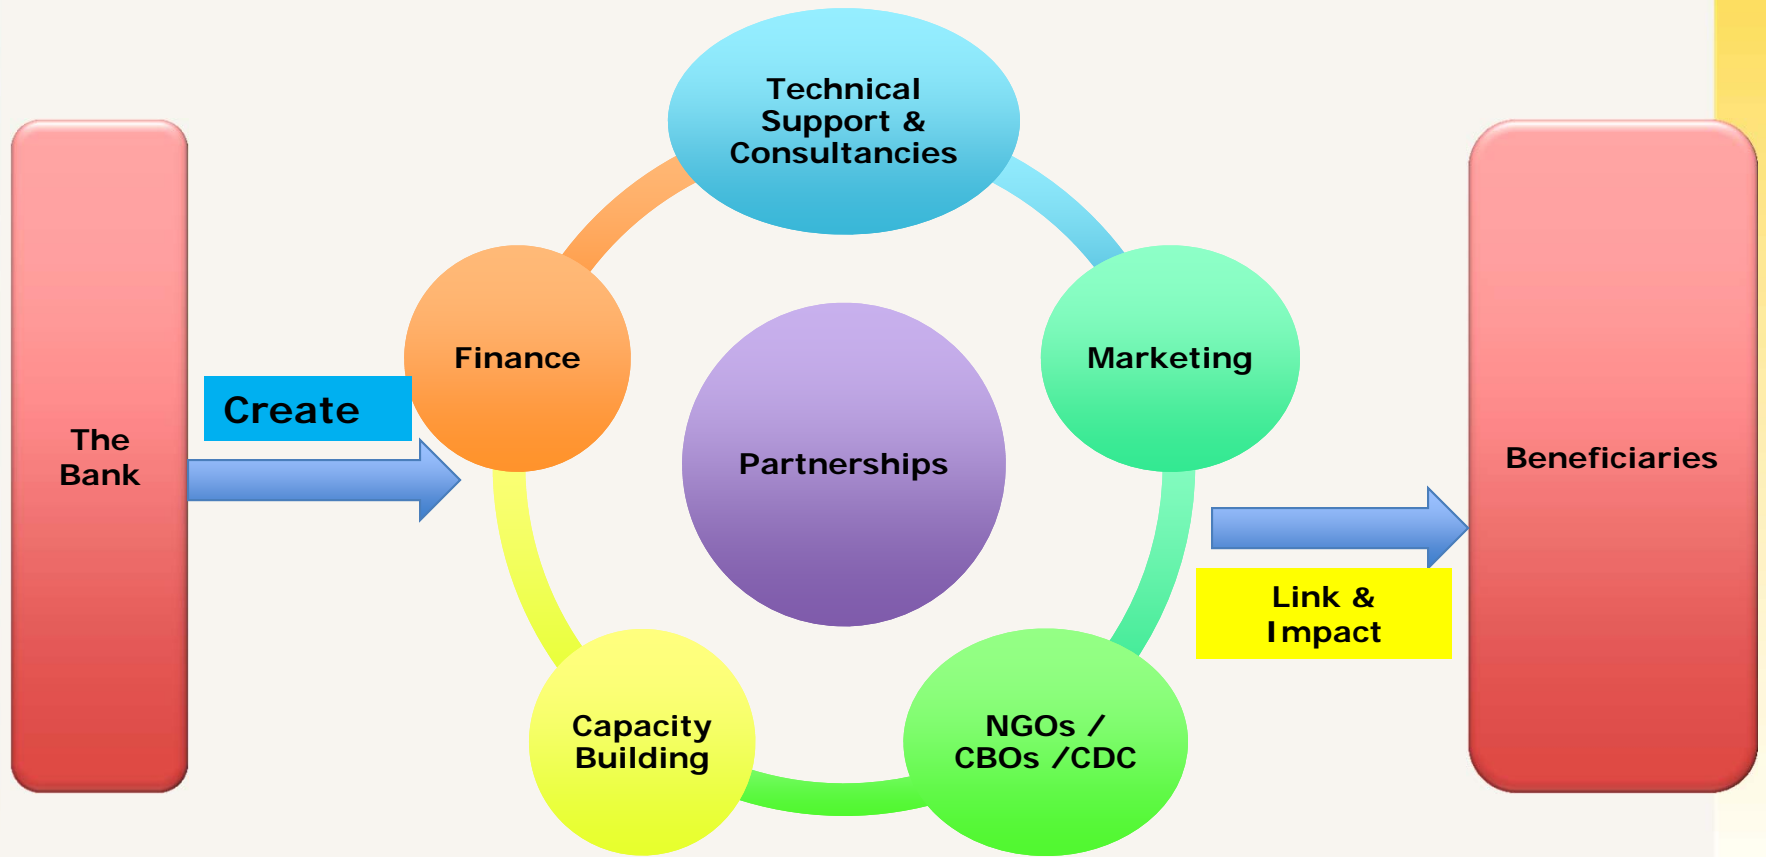 Technical
Support &
Consultancies
Finance
Marketing
Create
The
Bank
Partnerships
Beneficiaries
Link &
Impact
Capacity
Building
NGOs /
CBOs /CDC